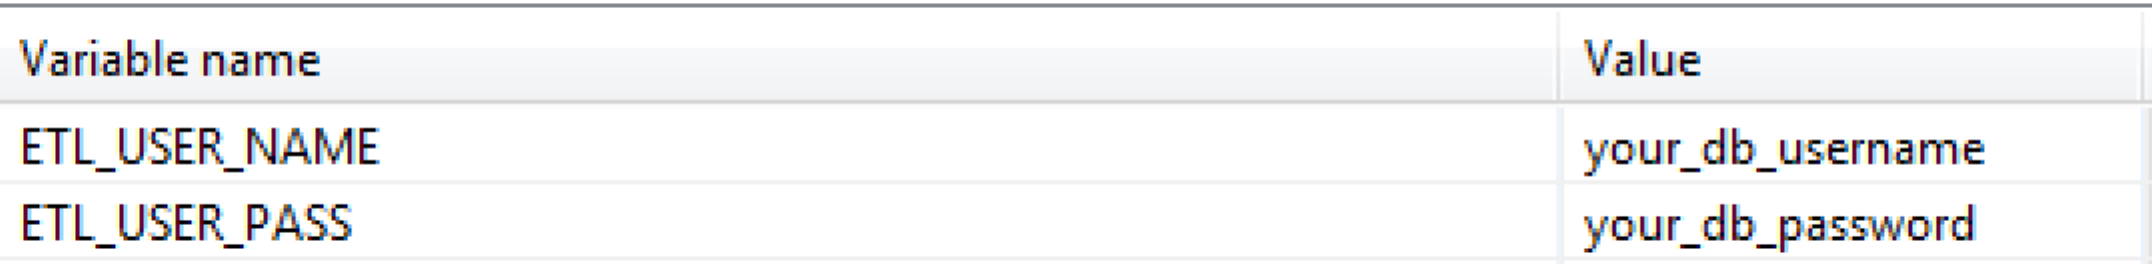 Variable name Value
ETL_USER_NAME your_db_username
ETL_USER_PASS your_db_password